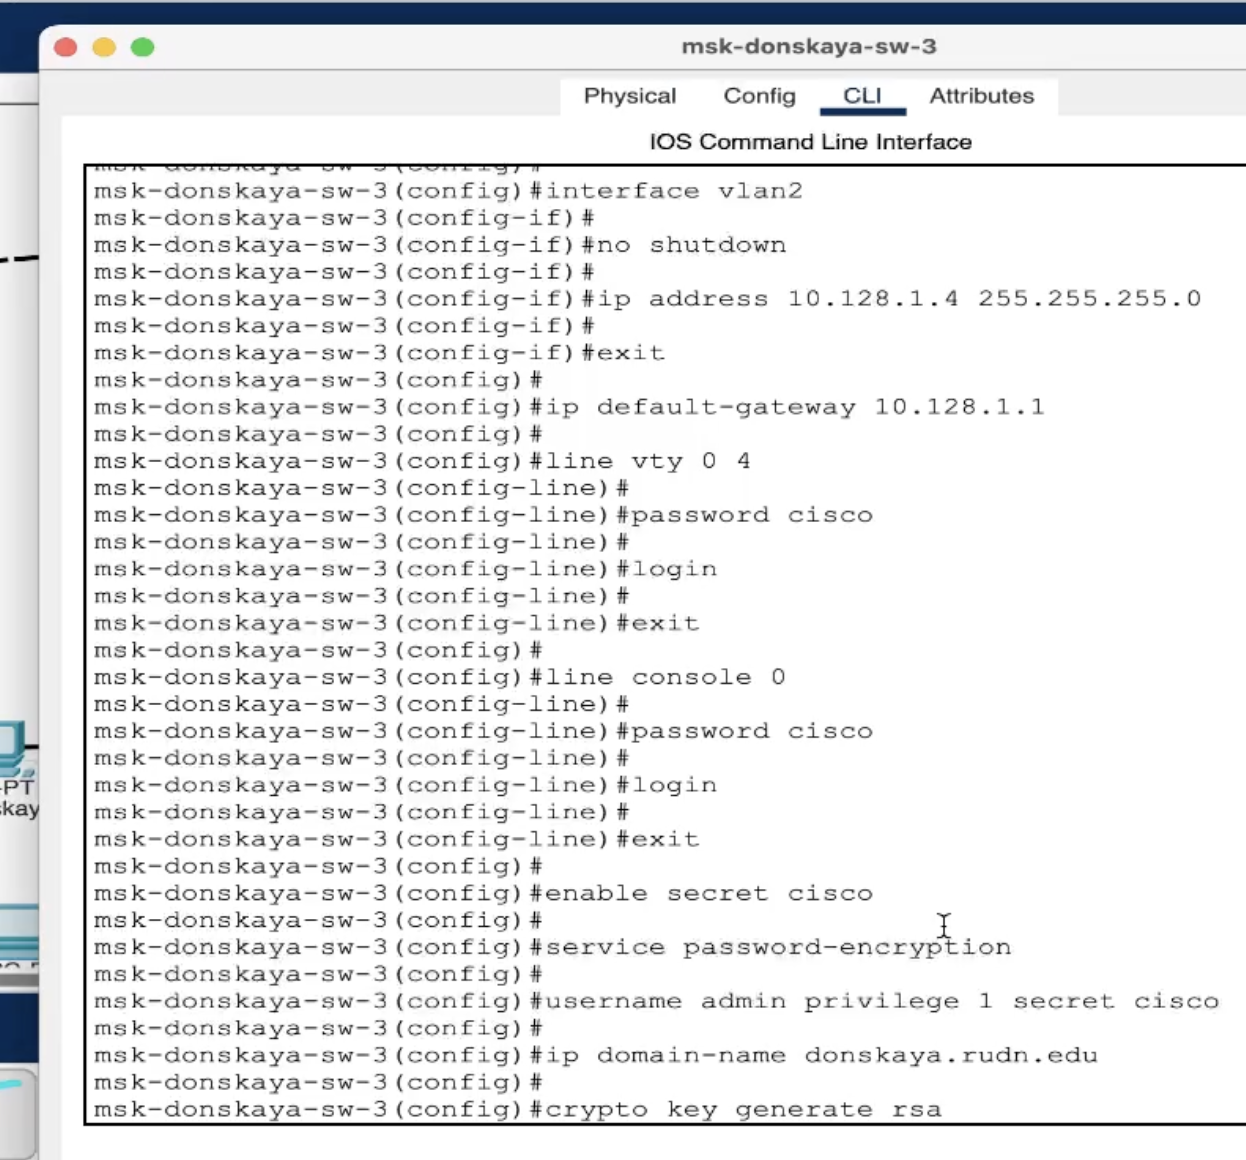 msk-donskaya-sw-3
Physical Config CLI Attributes
IOS Command Line Interface
msk-donskaya-sw-3(config)#
msk-donskaya-sw-3(config)#interface vlan2
msk-donskaya-sw-3(config-if)#
msk-donskaya-sw-3(config-if)#no shutdown
msk-donskaya-sw-3(config-if)#
msk-donskaya-sw-3(config-if)#ip address 10.128.1.4 255.255.255.0
msk-donskaya-sw-3(config-if)#
msk-donskaya-sw-3(config-if)#exit
msk-donskaya-sw-3(config)#
msk-donskaya-sw-3(config)#ip default-gateway 10.128.1.1
msk-donskaya-sw-3(config)#
msk-donskaya-sw-3(config)#line vty 0 4
msk-donskaya-sw-3(config-line)#
msk-donskaya-sw-3(config-line)#password cisco
msk-donskaya-sw-3(config-line)#
msk-donskaya-sw-3(config-line)#login
msk-donskaya-sw-3(config-line)#
msk-donskaya-sw-3(config-line)#exit
msk-donskaya-sw-3(config)#
msk-donskaya-sw-3(config)#line console 0
msk-donskaya-sw-3(config-line)#
msk-donskaya-sw-3(config-line)#password cisco
msk-donskaya-sw-3(config-line)#
msk-donskaya-sw-3(config-line)#login
msk-donskaya-sw-3(config-line)#
msk-donskaya-sw-3(config-line)#exit
msk-donskaya-sw-3(config)#
msk-donskaya-sw-3(config)#enable secret cisco
msk-donskaya-sw-3(config)#
msk-donskaya-sw-3(config)#service password-encryption
msk-donskaya-sw-3(config)#
msk-donskaya-sw-3(config)#username admin privilege 1 secret cisco
msk-donskaya-sw-3(config)#
msk-donskaya-sw-3(config)#ip domain-name donskaya.rudn.edu
msk-donskaya-sw-3(config)#
msk-donskaya-sw-3(config)#crypto key generate rsa
-PT
skay